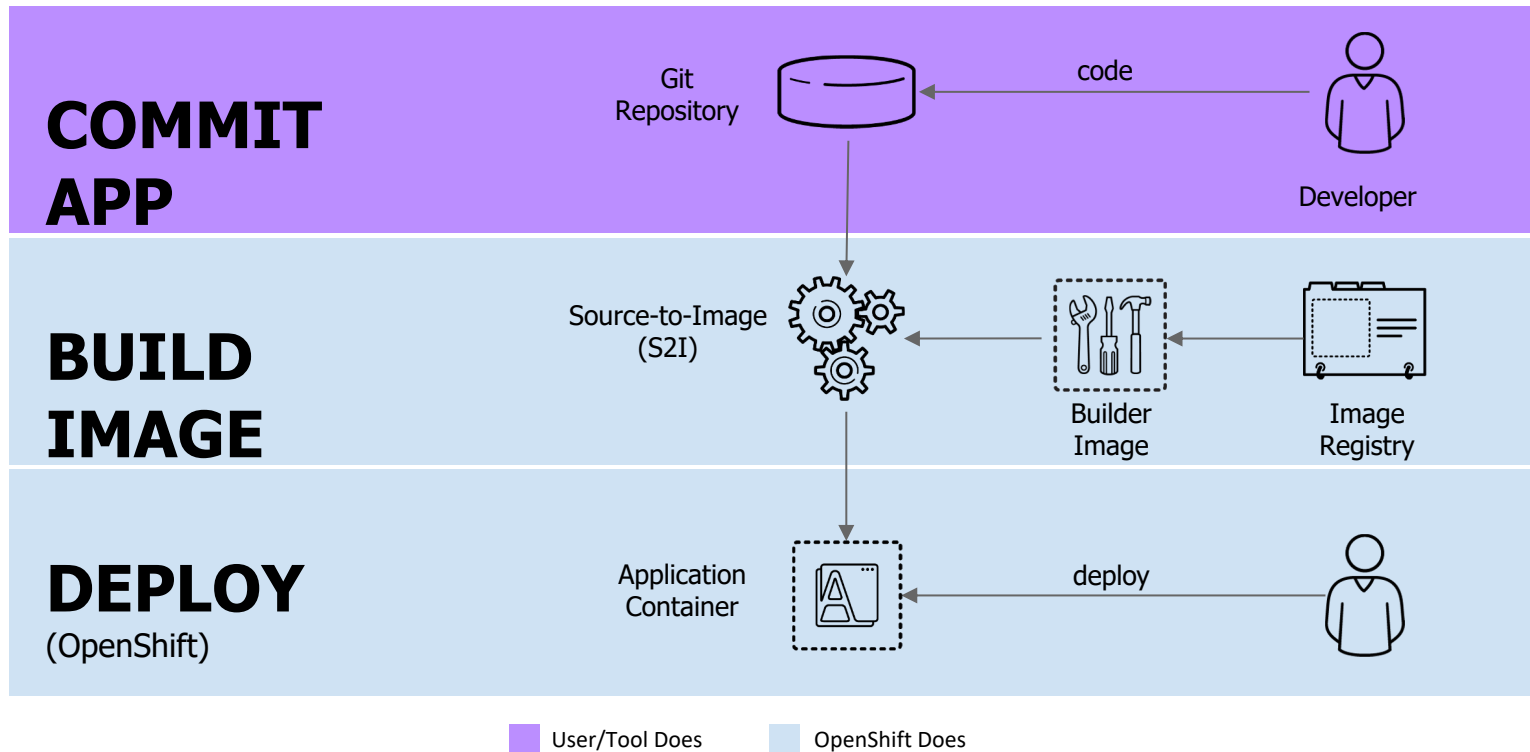 COMMIT
APP
Git
Repository
code
Developer
BUILD
IMAGE
Source-to-Image
(S2I)
Builder
Image
Image
Registry
DEPLOY
(OpenShift)
Application
Container
A
deploy
User/Tool Does
OpenShift Does